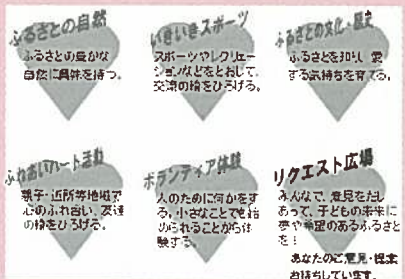 ふるさとの自然
ふるさとの豊かな
自然に興味を持つ。
いきいきスポーツ
スポーツやレクリエー
ションなどをとおして、
交流の輪をひろげる。
ふるさとの文化・歴史
ふるさとを知り、愛
する気持ちを育てる。
ふれあいハート活動
親子・近所等地域で
心のふれ合い、友達
の輪をひろげる。
ボランティア体験
人のために何かをす
る。小さなことでも始
められることから体
験する。
リクエスト広場
みんなで、意見をだし
あって、子どもの未来に
夢や希望のあるふるさと
を！
あなたのご意見・提案
お待ちしています。